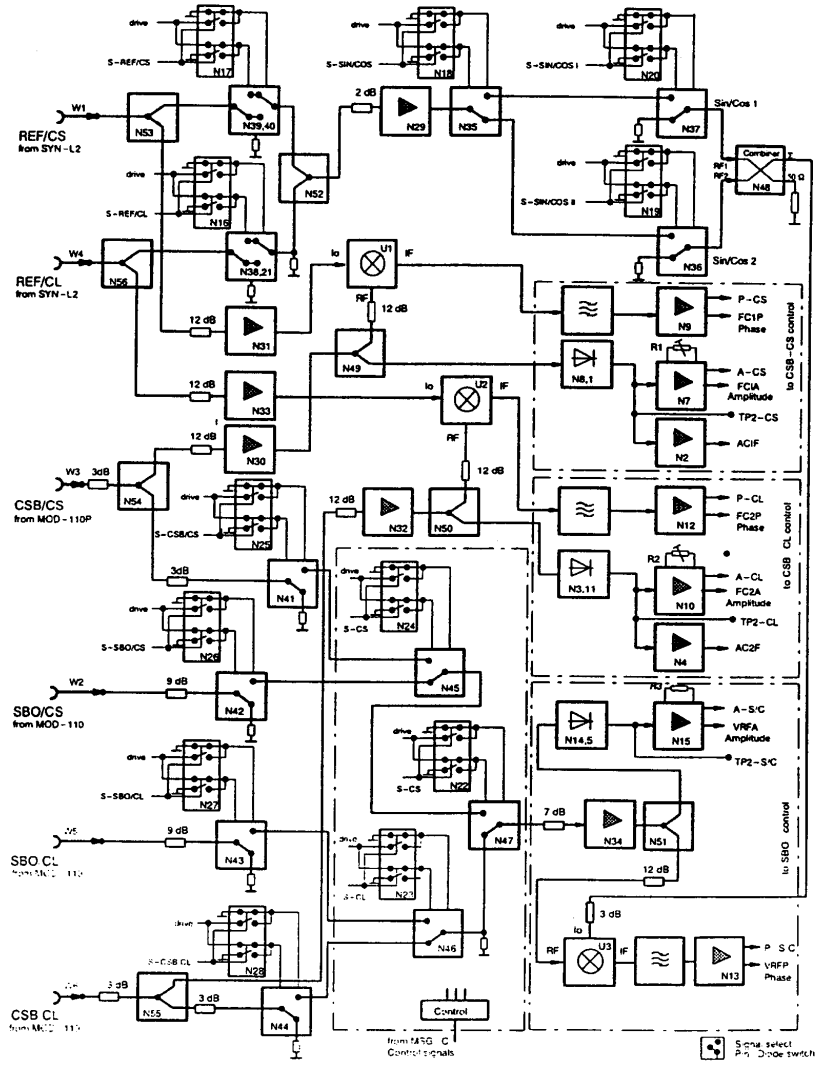 drive
S-REF/CS
N17
drive
S-SIN/COS
N18
drive
S-SIN/COS I
N20
W1
REF/CS
from SYN-L2
N53
N39,40
2 dB
N29
N35
Sin/Cos 1
N37
drive
S-REF/CL
N16
N52
drive
S-SIN/COS II
N19
Combiner
RF1
RF2
N48
50 Ω
W4
REF/CL
from SYN-L2
N56
N38,21
Sin/Cos 2
N36
lo
U1
IF
RF
12 dB
12 dB
N31
N49
N9
P-CS
FC1P
Phase
to CSB-CS control
N8,1
R1
N7
A-CS
FCIA
Amplitude
TP2-CS
N2
ACIF
12 dB
N33
lo
U2
IF
RF
12 dB
12 dB
N30
W3
3dB
CSB/CS
from MOD-110P
N54
drive
S-CSB/CS
N25
12 dB
N32
N50
N12
P-CL
FC2P
Phase
to CSB CL control
N3,11
R2
N10
A-CL
FC2A
Amplitude
TP2-CL
N4
AC2F
3dB
N41
drive
S-CS
N24
drive
S-SBO/CS
N26
N45
W2
9 dB
SBO/CS
from MOD-110
N42
R3
N14,5
N15
A-S/C
VRFA
Amplitude
TP2-S/C
to SBO control
drive
S-CS
N22
drive
S-SBO/CL
N27
N47
7 dB
N34
N51
12 dB
W5
9 dB
SBO CL
from MOD-110
N43
drive
S-CL
N23
3 dB
lo
RF
U3
IF
N13
P S C
VRFP
Phase
drive
S-CSB CL
N28
N46
3 dB
CSB CL
from MOD-110
N55
3 dB
N44
Control
from MSG C
Control signals
Signal select
Pin Diode switch